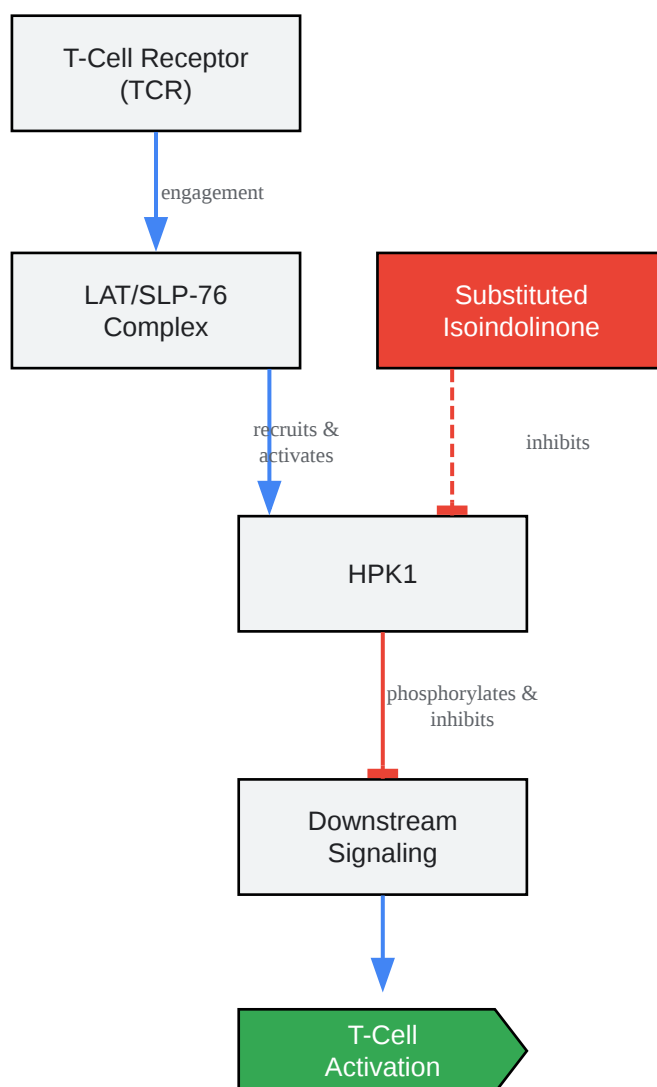 T-Cell Receptor
(TCR)
engagement
LAT/SLP-76
Complex
Substituted
Isoindolinone
recruits &
activates
inhibits
HPK1
phosphorylates &
inhibits
Downstream
Signaling
T-Cell
Activation